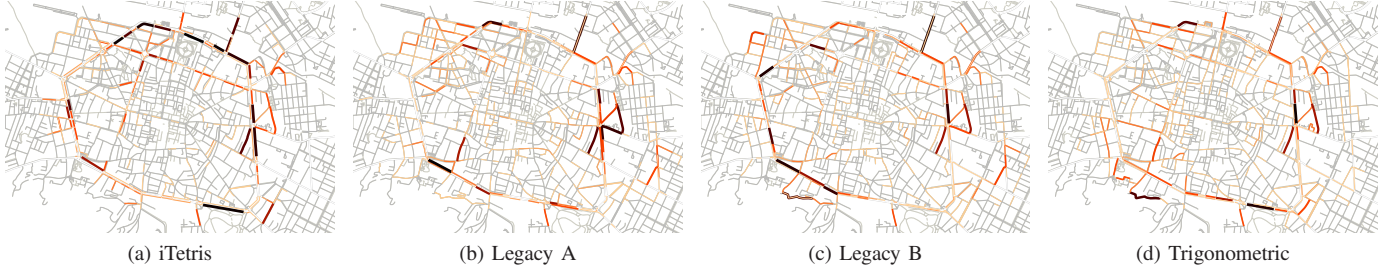 (a) iTetris
(b) Legacy A
(c) Legacy B
(d) Trigonometric